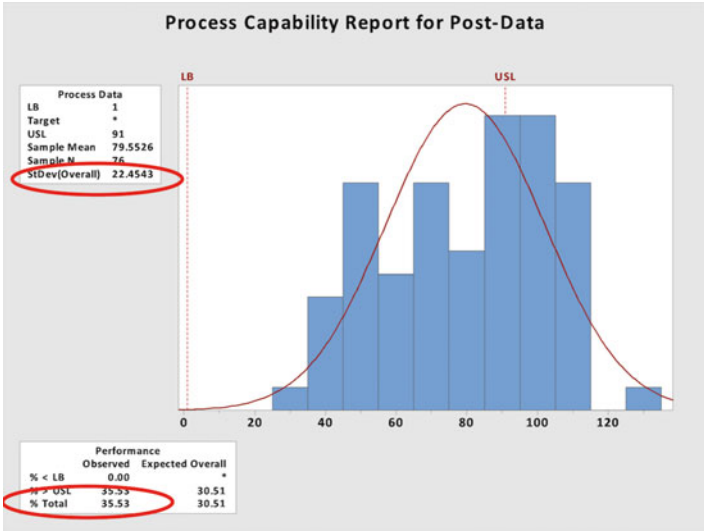 Process Capability Report for Post-Data
LB
USL
Process Data
LB 1
Target *
USL 91
Sample Mean 79.5526
Sample N 76
StDev(Overall) 22.4543
0 20 40 60 80 100 120
Performance
Observed Expected Overall
% < LB 0.00 *
% > USL 35.53 30.51
% Total 35.53 30.51